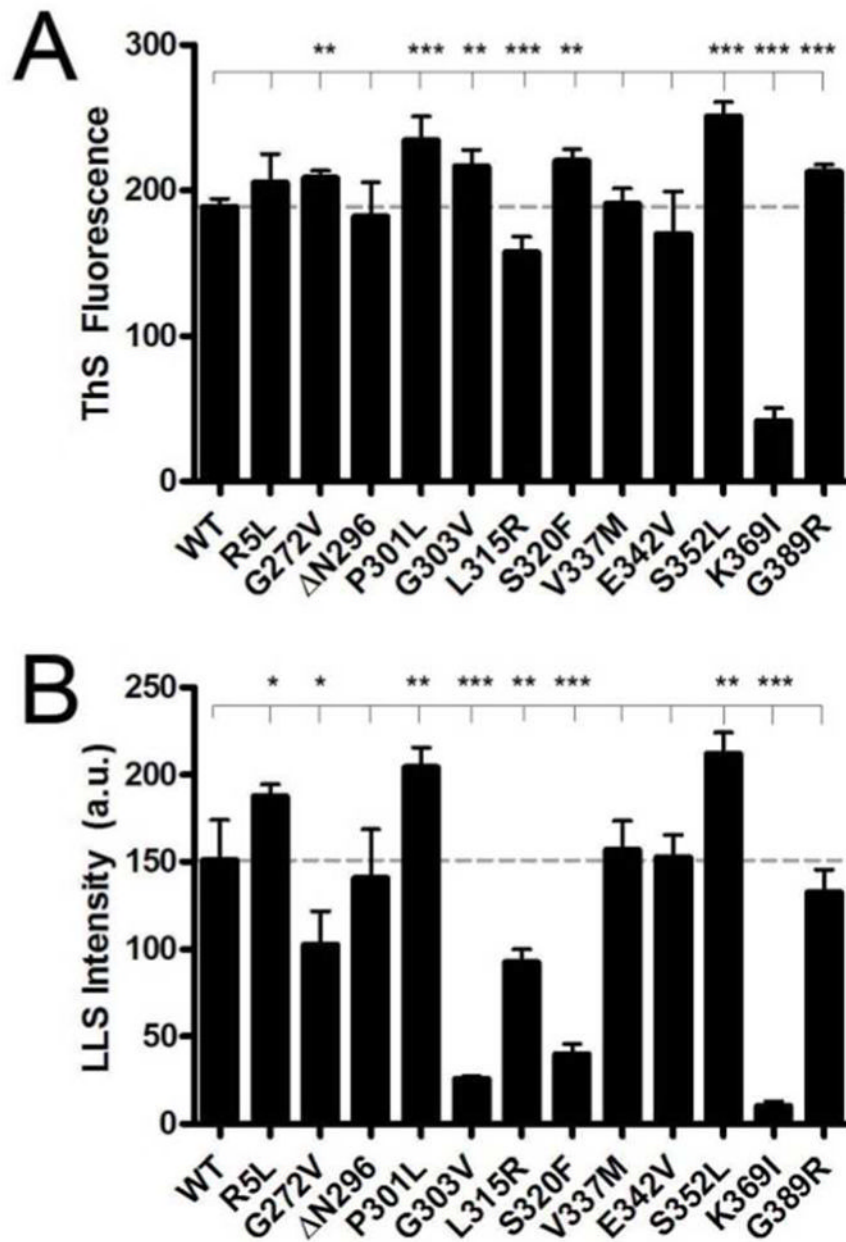 A
300
200
100
0
ThS Fluorescence
** *** ** *** ** *** *** ***
WT R5L G272V ΔN296 P301L G303V L315R S320F V337M E342V S352L K369I G389R
B
250
200
150
100
50
0
LLS Intensity (a.u.)
* * ** *** ** *** ** ***
WT R5L G272V ΔN296 P301L G303V L315R S320F V337M E342V S352L K369I G389R